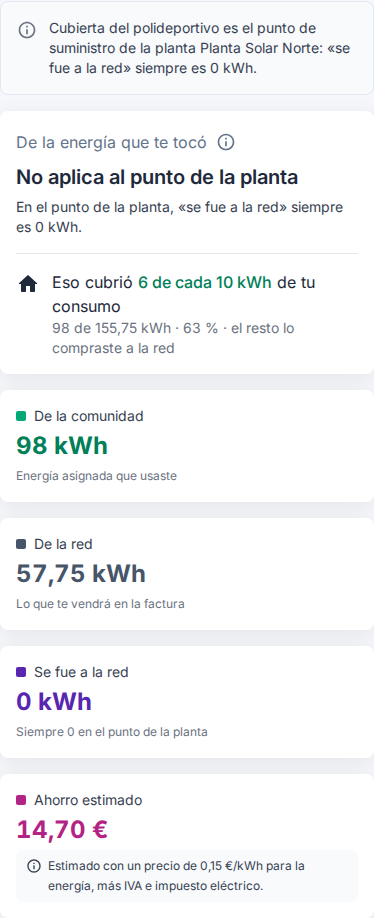 Cubierta del polideportivo es el punto de
suministro de la planta Planta Solar Norte: «se
fue a la red» siempre es 0 kWh.
De la energía que te tocó
No aplica al punto de la planta
En el punto de la planta, «se fue a la red» siempre
es 0 kWh.
Eso cubrió 6 de cada 10 kWh de tu
consumo
98 de 155,75 kWh · 63 % · el resto lo
compraste a la red
De la comunidad
98 kWh
Energía asignada que usaste
De la red
57,75 kWh
Lo que te vendrá en la factura
Se fue a la red
0 kWh
Siempre 0 en el punto de la planta
Ahorro estimado
14,70 €
Estimado con un precio de 0,15 €/kWh para la
energía, más IVA e impuesto eléctrico.